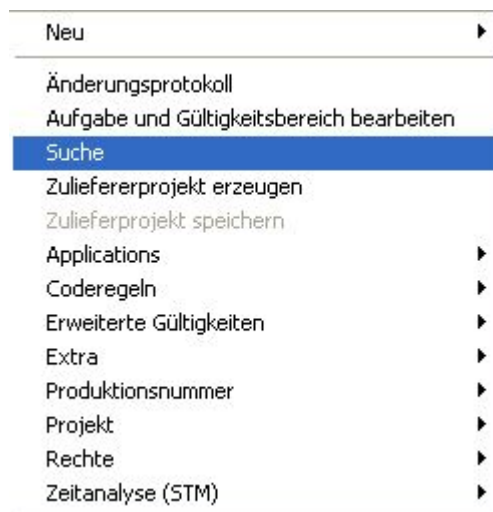 Neu
Änderungsprotokoll
Aufgabe und Gültigkeitsbereich bearbeiten
Suche
Zuliefererprojekt erzeugen
Zulieferprojekt speichern
Applications
Coderegeln
Erweiterte Gültigkeiten
Extra
Produktionsnummer
Projekt
Rechte
Zeitanalyse (STM)